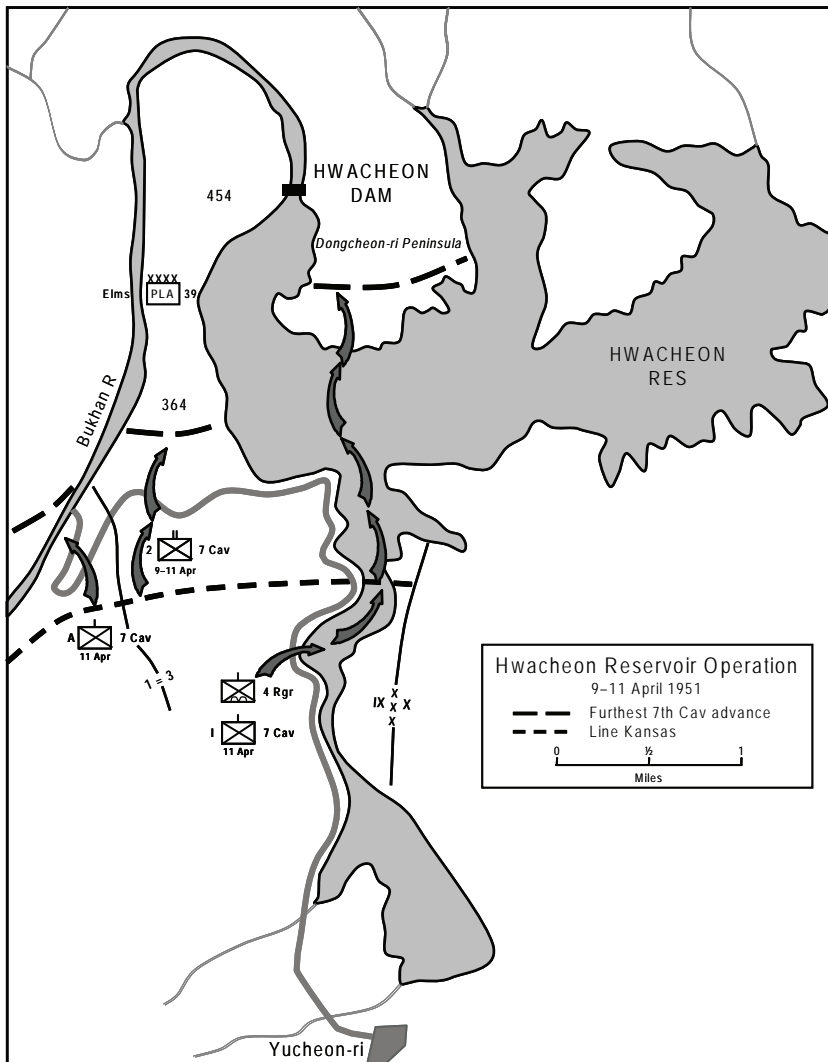 HWACHEON
DAM
454
Dongcheon-ri Peninsula
XXXX
Elms PLA 39
HWACHEON
RES
Bukhan R
364
2 7 Cav
9–11 Apr
A 7 Cav
11 Apr
1 = 3
4 Rgr
I 7 Cav
11 Apr
IX X
x
x
x
Hwacheon Reservoir Operation
9–11 April 1951
Furthest 7th Cav advance
Line Kansas
0 ½ 1
Miles
Yucheon-ri